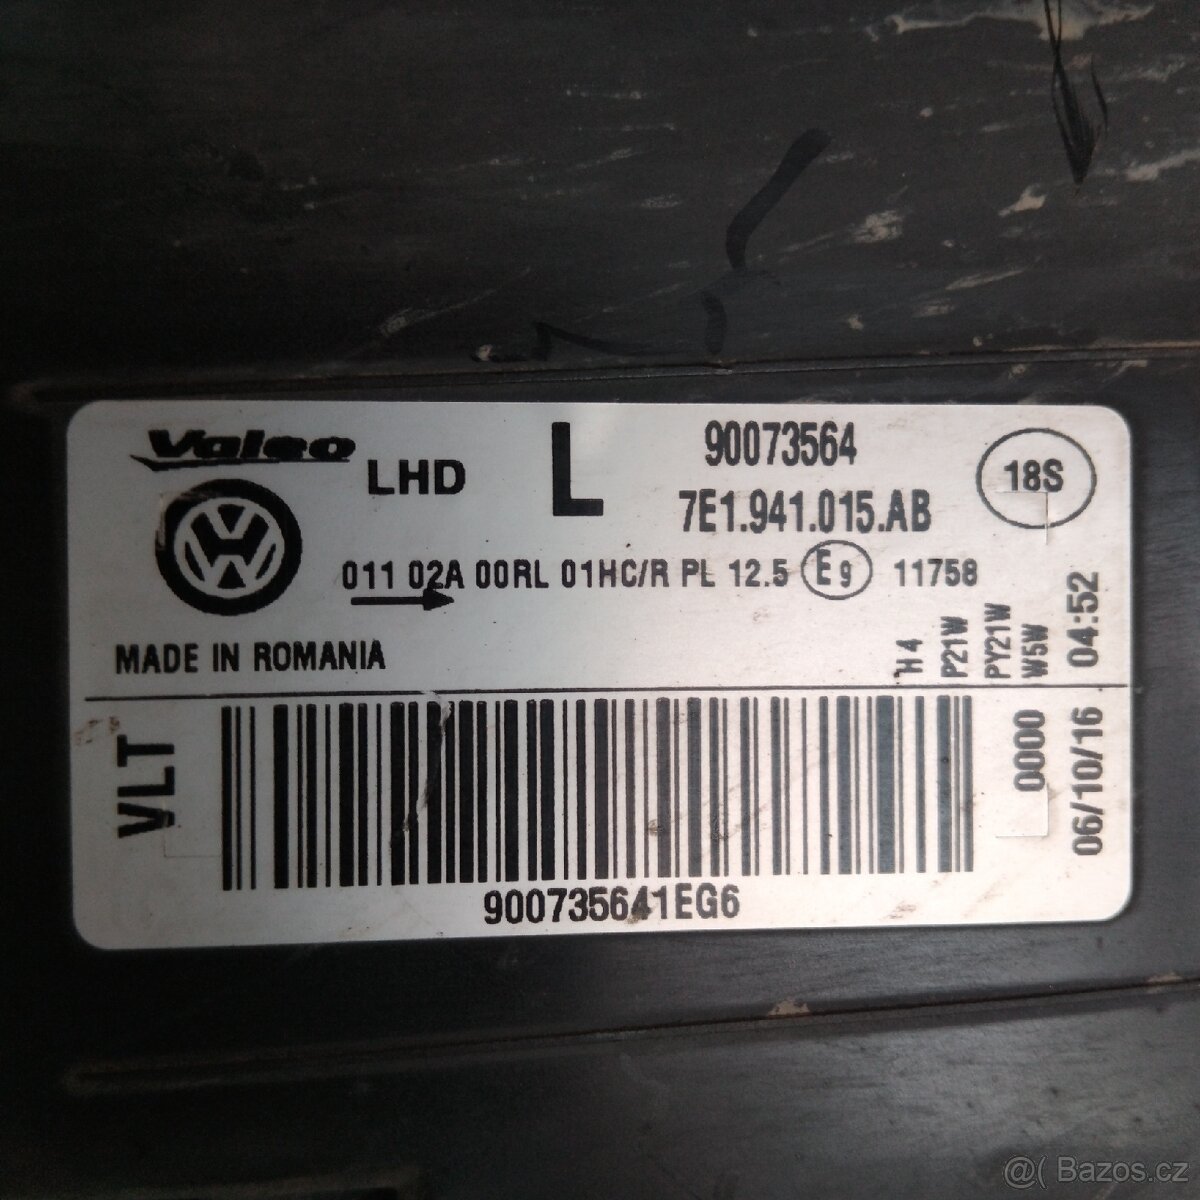 Valeo LHD L 90073564
7E1.941.015.AB
18S
011 02A 00RL 01HC/R PL 12.5 E9 11758
MADE IN ROMANIA
H4
P21W
PY21W
W5W
04:52
VLT
0000
06/10/16
900735641EG6
@( Bazos.cz